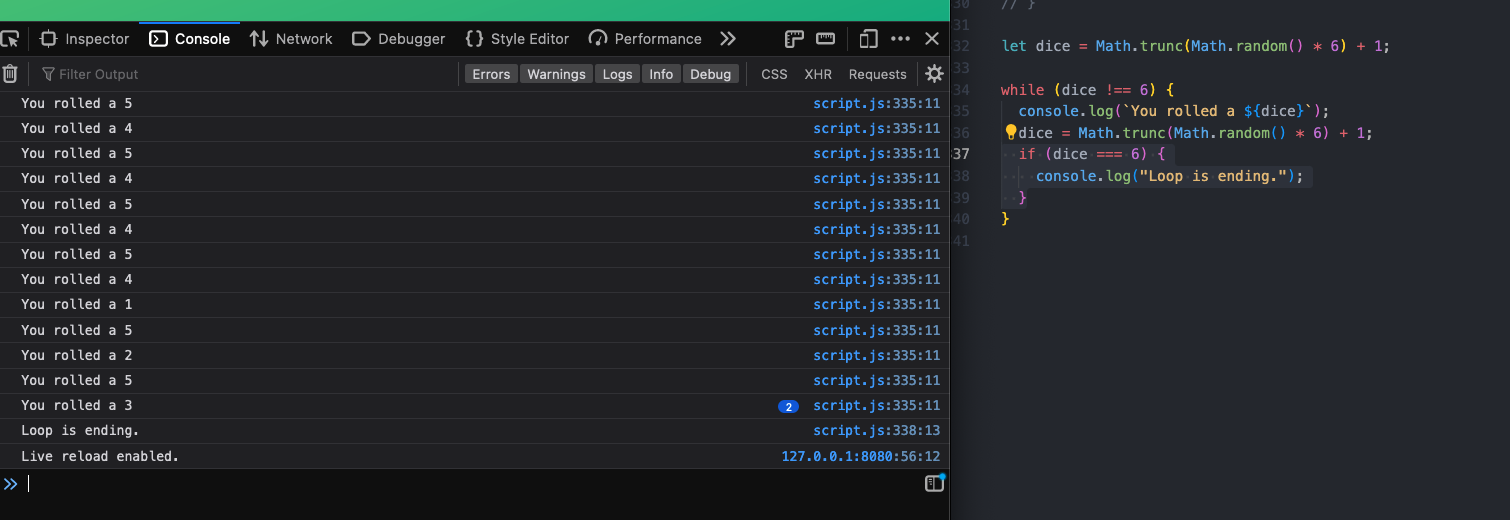 Inspector Console Network Debugger Style Editor Performance
Filter Output Errors Warnings Logs Info Debug CSS XHR Requests
You rolled a 5 script.js:335:11
You rolled a 4 script.js:335:11
You rolled a 5 script.js:335:11
You rolled a 4 script.js:335:11
You rolled a 5 script.js:335:11
You rolled a 4 script.js:335:11
You rolled a 5 script.js:335:11
You rolled a 4 script.js:335:11
You rolled a 1 script.js:335:11
You rolled a 5 script.js:335:11
You rolled a 2 script.js:335:11
You rolled a 5 script.js:335:11
You rolled a 3 2 script.js:335:11
Loop is ending. script.js:338:13
Live reload enabled. 127.0.0.1:8080:56:12
30 // }
31
32 let dice = Math.trunc(Math.random() * 6) + 1;
33
34 while (dice !== 6) {
35 console.log(`You rolled a ${dice}`);
36 dice = Math.trunc(Math.random() * 6) + 1;
337 if (dice === 6) {
38 console.log("Loop is ending.");
39 }
40 }
41